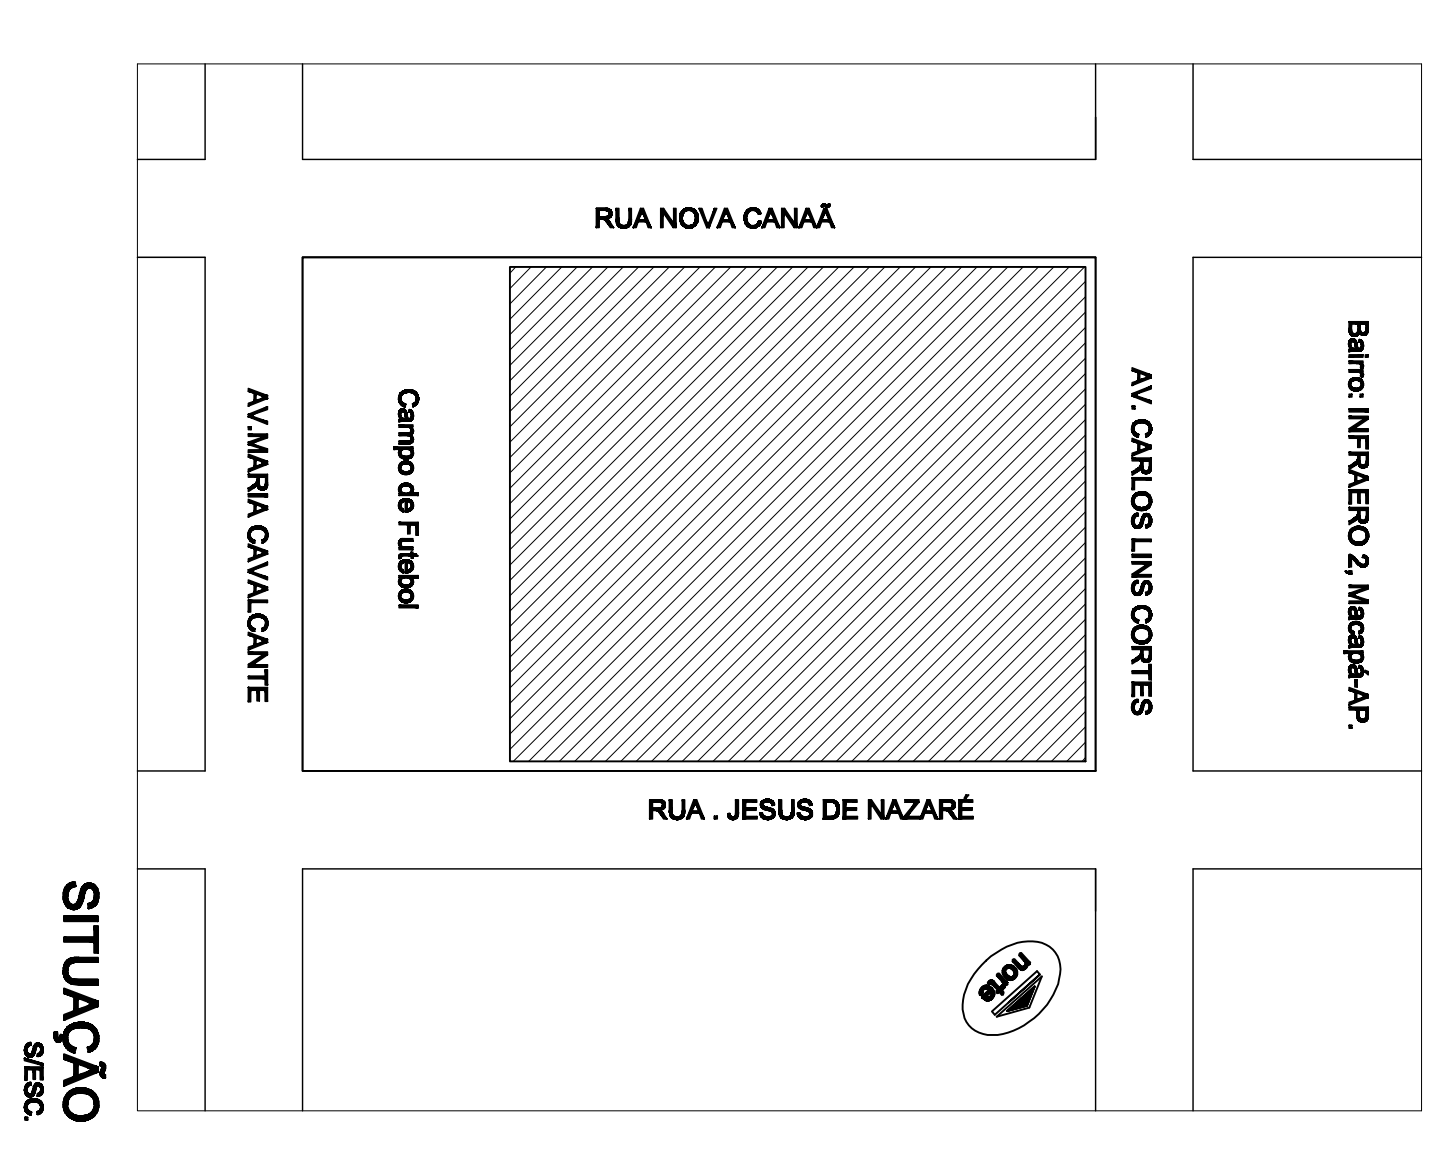 RUA NOVA CANAÃ
Bairro: INFRAERO 2, Macapá-AP.
AV. CARLOS LINS CORTES
Campo de Futebol
AV.MARIA CAVALCANTE
RUA . JESUS DE NAZARÉ
norte
SITUAÇÃO
S/ESC.